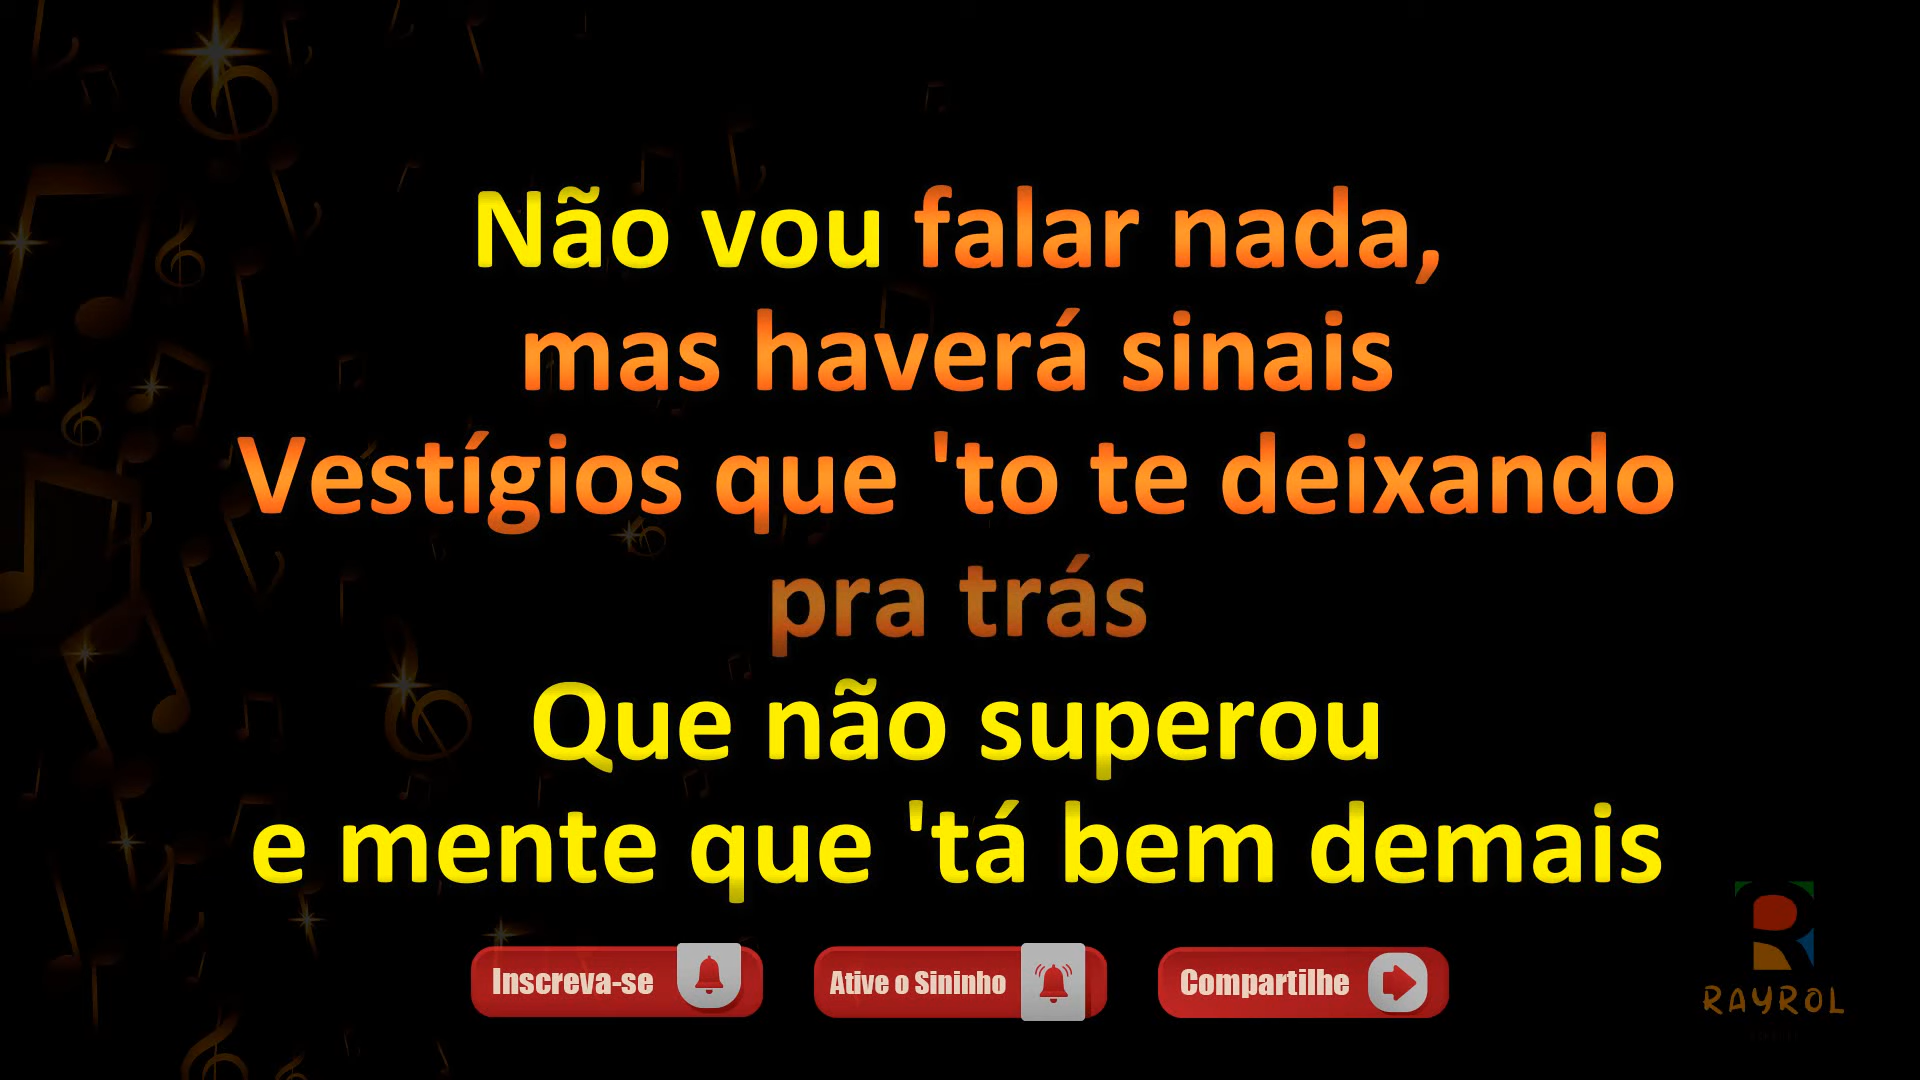 Não vou falar nada,
mas haverá sinais
Vestígios que 'to te deixando
pra trás
Que não superou
e mente que 'tá bem demais
Inscreva-se
Ative o Sininho
Compartilhe
RAYROL